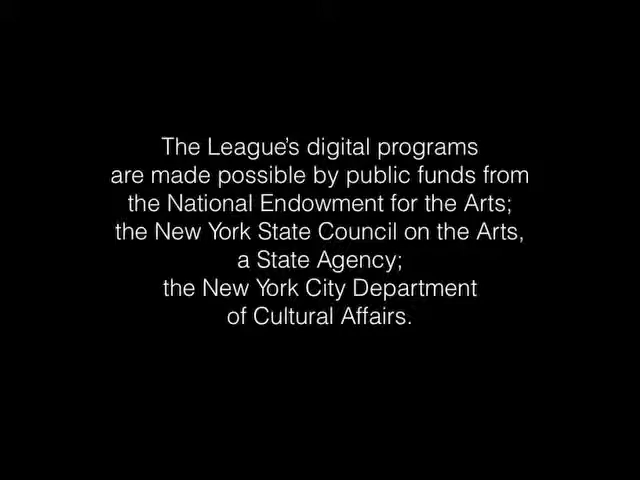 The League’s digital programs
are made possible by public funds from
the National Endowment for the Arts;
the New York State Council on the Arts,
a State Agency;
the New York City Department
of Cultural Affairs.